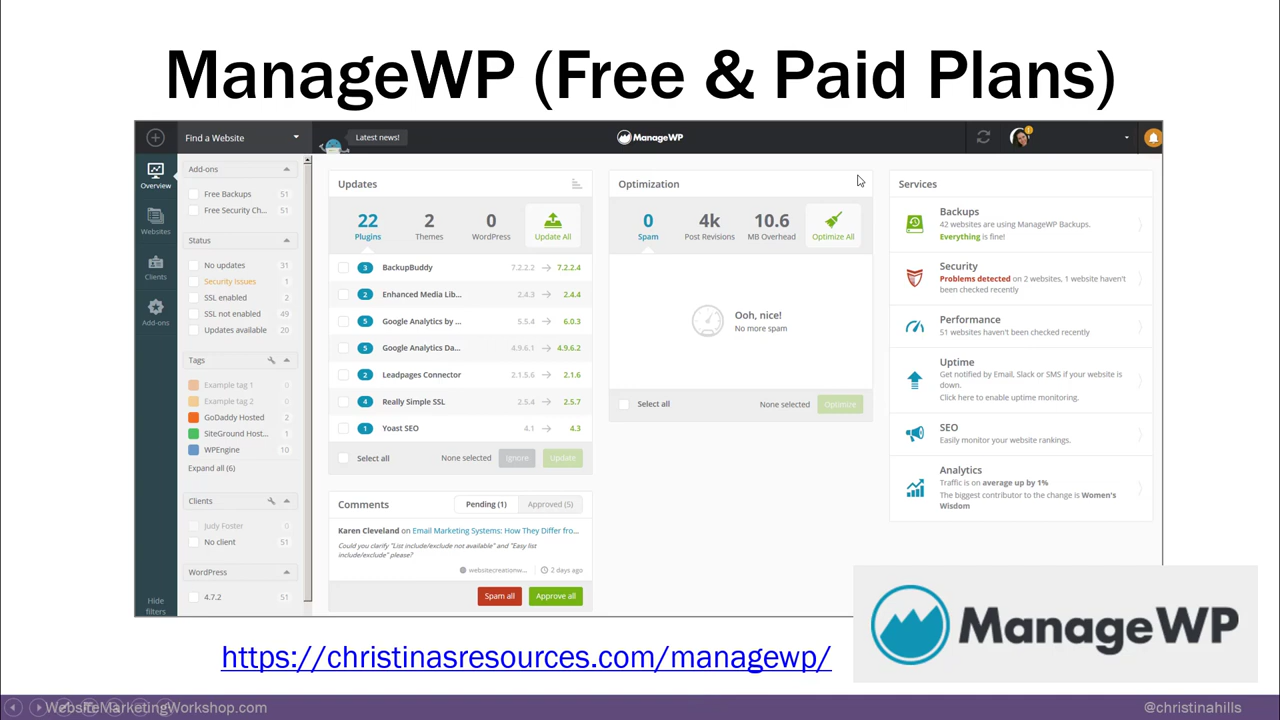 ManageWP (Free & Paid Plans)
Find a Website
Latest news!
ManageWP
1
Overview
Websites
Clients
Add-ons
Hide
filters
Add-ons
Free Backups 51
Free Security Ch... 51
Status
No updates 31
Security Issues 1
SSL enabled 2
SSL not enabled 49
Updates available 20
Tags
Example tag 1 0
Example tag 2 0
GoDaddy Hosted 2
SiteGround Host... 1
WPEngine 10
Expand all (6)
Clients
Judy Foster 0
No client 51
WordPress
4.7.2 51
Updates
22 2 0
Plugins Themes WordPress Update All
3 BackupBuddy 7.2.2.2 → 7.2.2.4
2 Enhanced Media Lib... 2.4.3 → 2.4.4
5 Google Analytics by ... 5.5.4 → 6.0.3
5 Google Analytics Da... 4.9.6.1 → 4.9.6.2
2 Leadpages Connector 2.1.5.6 → 2.1.6
4 Really Simple SSL 2.5.4 → 2.5.7
1 Yoast SEO 4.1 → 4.3
Select all None selected Ignore Update
Comments Pending (1) Approved (5)
Karen Cleveland on Email Marketing Systems: How They Differ fro...
Could you clarify "List include/exclude not available" and "Easy list
include/exclude" please?
websitecreationw... 2 days ago
Spam all Approve all
Optimization
0 4k 10.6
Spam Post Revisions MB Overhead Optimize All
Ooh, nice!
No more spam
Select all None selected Optimize
Services
Backups
42 websites are using ManageWP Backups.
Everything is fine!
Security
Problems detected on 2 websites, 1 website haven't
been checked recently
Performance
51 websites haven't been checked recently
Uptime
Get notified by Email, Slack or SMS if your website is
down.
Click here to enable uptime monitoring.
SEO
Easily monitor your website rankings.
Analytics
Traffic is on average up by 1%
The biggest contributor to the change is Women's
Wisdom
ManageWP
https://christinasresources.com/managewp/
WebsiteMarketingWorkshop.com
@christinahills